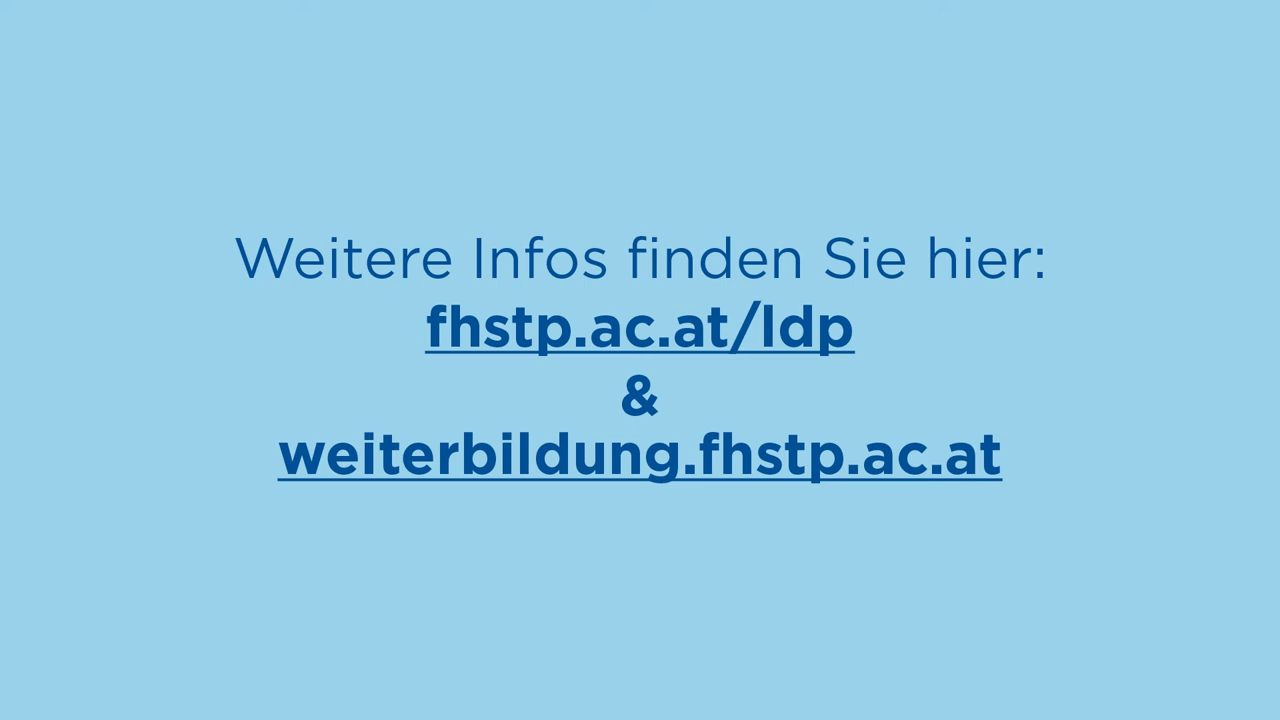 Weitere Infos finden Sie hier:
fhstp.ac.at/ldp
&
weiterbildung.fhstp.ac.at